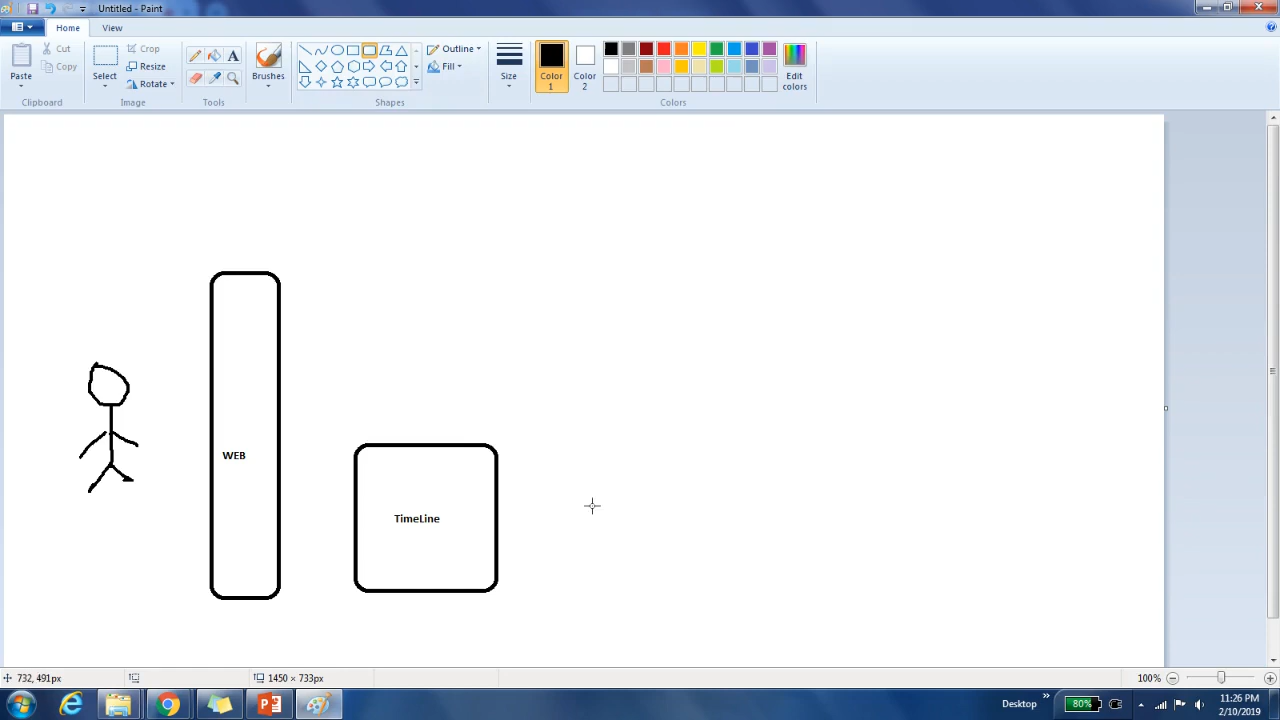 Untitled - Paint
Home View
Cut
Copy
Paste
Clipboard
Select
Crop
Resize
Rotate
Image
A
Tools
Brushes
Outline
Fill
Shapes
Size
Color 1
Color 2
Edit colors
Colors
WEB
TimeLine
732, 491px
1450 × 733px
100%
Desktop
80%
11:26 PM
2/10/2019